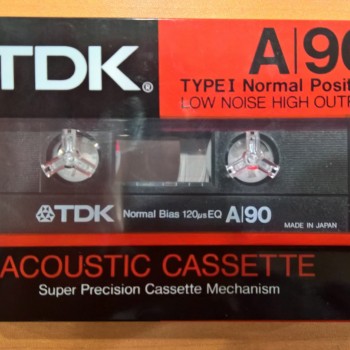 TDK®
A|90
TYPE I Normal Posit
LOW NOISE HIGH OUTP
TDK Normal Bias 120µs EQ A|90
MADE IN JAPAN
ACOUSTIC CASSETTE
Super Precision Cassette Mechanism